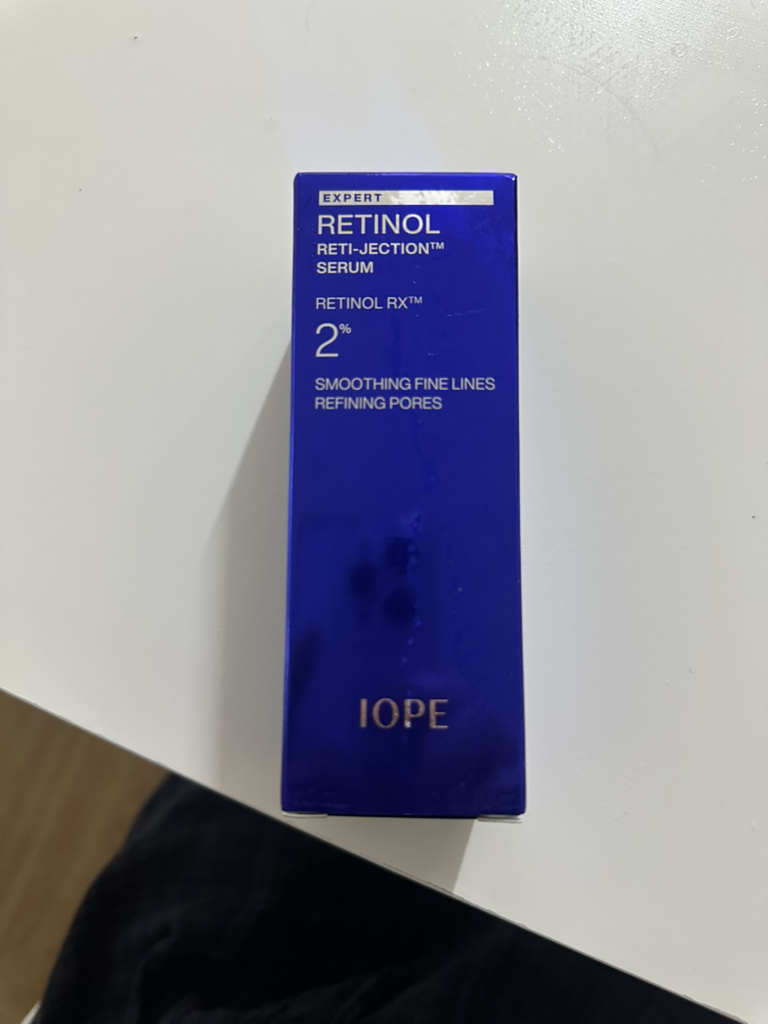 EXPERT
RETINOL
RETI-JECTION™
SERUM
RETINOL RX™
2%
SMOOTHING FINE LINES
REFINING PORES
IOPE